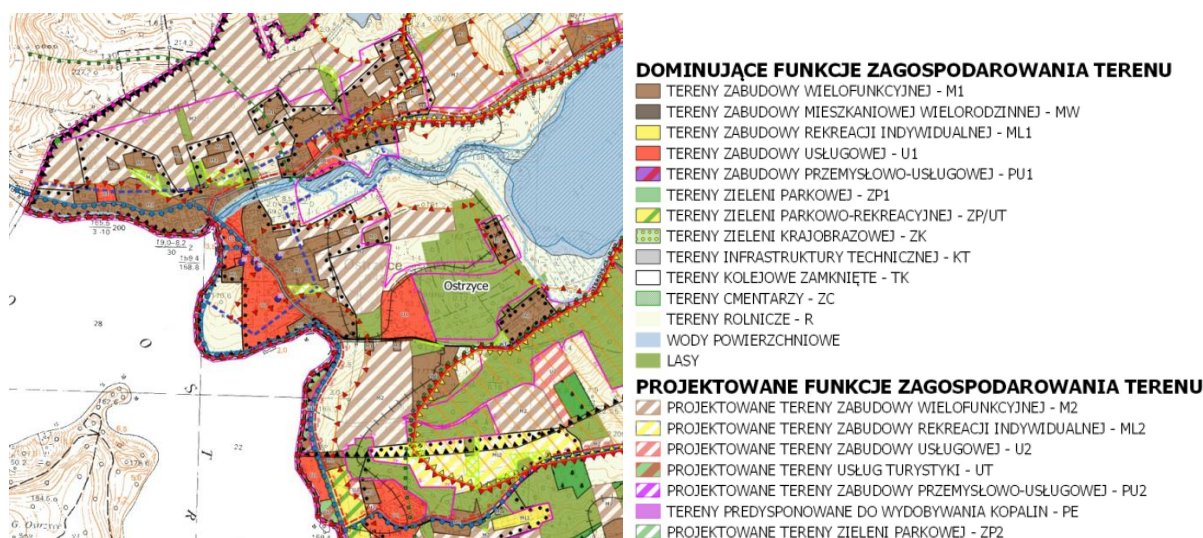 Ostrzyce
28
22
O
S
T
R
G. Ostrzyce
DOMINUJĄCE FUNKCJE ZAGOSPODAROWANIA TERENU
TERENY ZABUDOWY WIELOFUNKCYJNEJ - M1
TERENY ZABUDOWY MIESZKANIOWEJ WIELORODZINNEJ - MW
TERENY ZABUDOWY REKREACJI INDYWIDUALNEJ - ML1
TERENY ZABUDOWY USŁUGOWEJ - U1
TERENY ZABUDOWY PRZEMYSŁOWO-USŁUGOWEJ - PU1
TERENY ZIELENI PARKOWEJ - ZP1
TERENY ZIELENI PARKOWO-REKREACYJNEJ - ZP/UT
TERENY ZIELENI KRAJOBRAZOWEJ - ZK
TERENY INFRASTRUKTURY TECHNICZNEJ - KT
TERENY KOLEJOWE ZAMKNIĘTE - TK
TERENY CMENTARZY - ZC
TERENY ROLNICZE - R
WODY POWIERZCHNIOWE
LASY
PROJEKTOWANE FUNKCJE ZAGOSPODAROWANIA TERENU
PROJEKTOWANE TERENY ZABUDOWY WIELOFUNKCYJNEJ - M2
PROJEKTOWANE TERENY ZABUDOWY REKREACJI INDYWIDUALNEJ - ML2
PROJEKTOWANE TERENY ZABUDOWY USŁUGOWEJ - U2
PROJEKTOWANE TERENY USŁUG TURYSTYKI - UT
PROJEKTOWANE TERENY ZABUDOWY PRZEMYSŁOWO-USŁUGOWEJ - PU2
TERENY PREDYSPONOWANE DO WYDOBYWANIA KOPALIN - PE
PROJEKTOWANE TERENY ZIELENI PARKOWEJ - ZP2